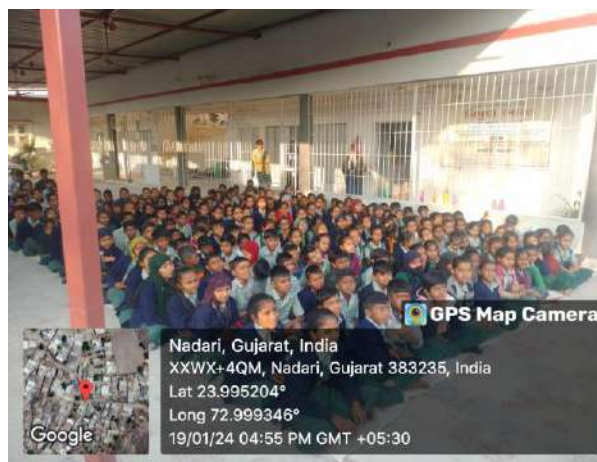 GPS Map Camera
Nadari, Gujarat, India
XXWX+4QM, Nadari, Gujarat 383235, India
Lat 23.995204°
Long 72.999346°
19/01/24 04:55 PM GMT +05:30
Google